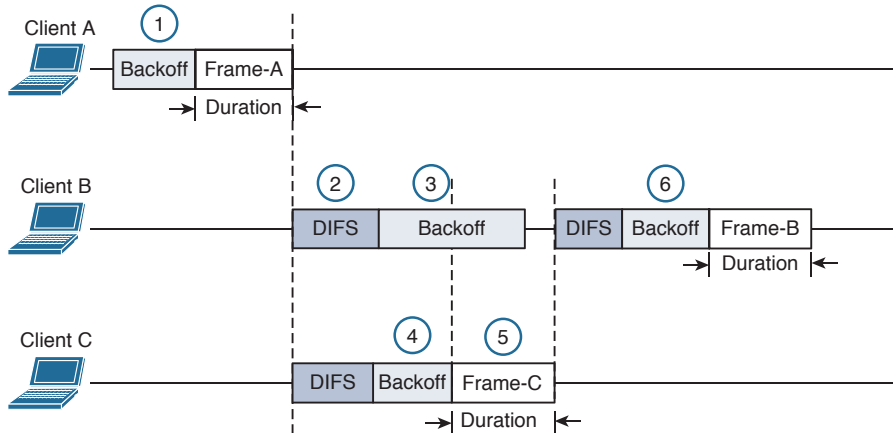 Client A
1
Backoff Frame-A
Duration
Client B
2 3 6
DIFS Backoff DIFS Backoff Frame-B
Duration
Client C
4 5
DIFS Backoff Frame-C
Duration